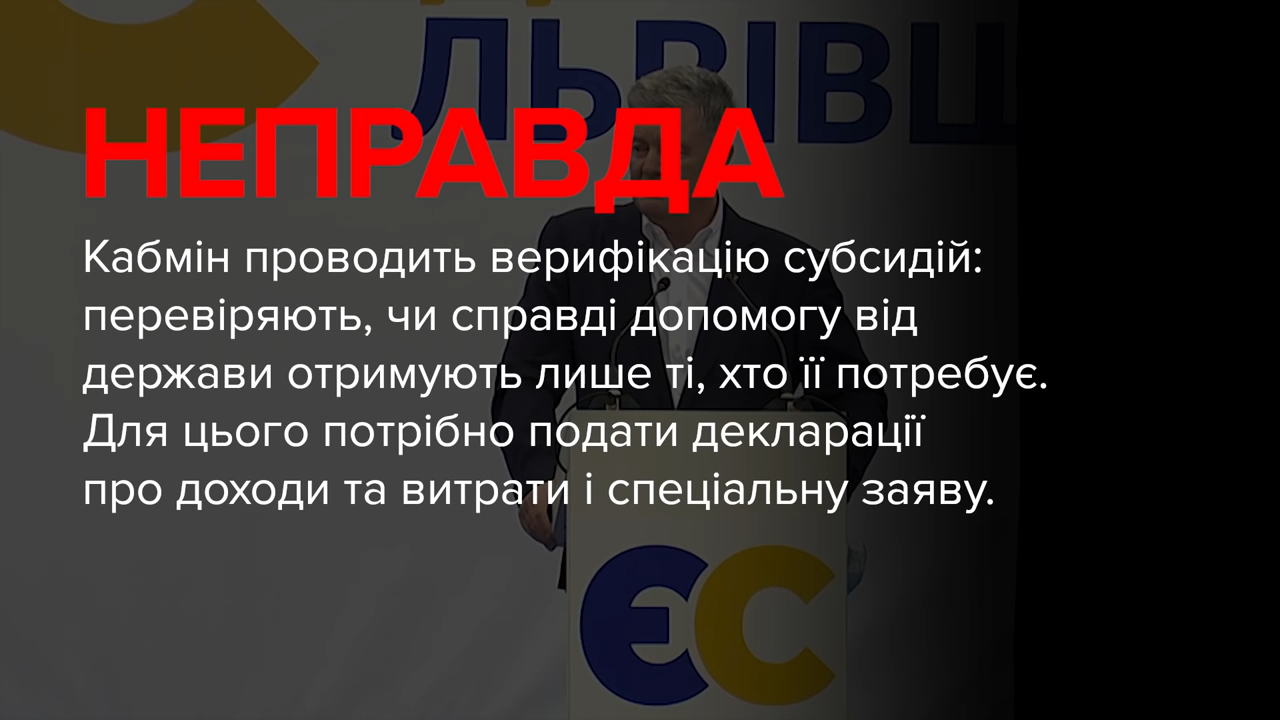 ЛЬВІВЩ
НЕПРАВДА
Кабмін проводить верифікацію субсидій:
перевіряють, чи справді допомогу від
держави отримують лише ті, хто її потребує.
Для цього потрібно подати декларації
про доходи та витрати і спеціальну заяву.
ЄС